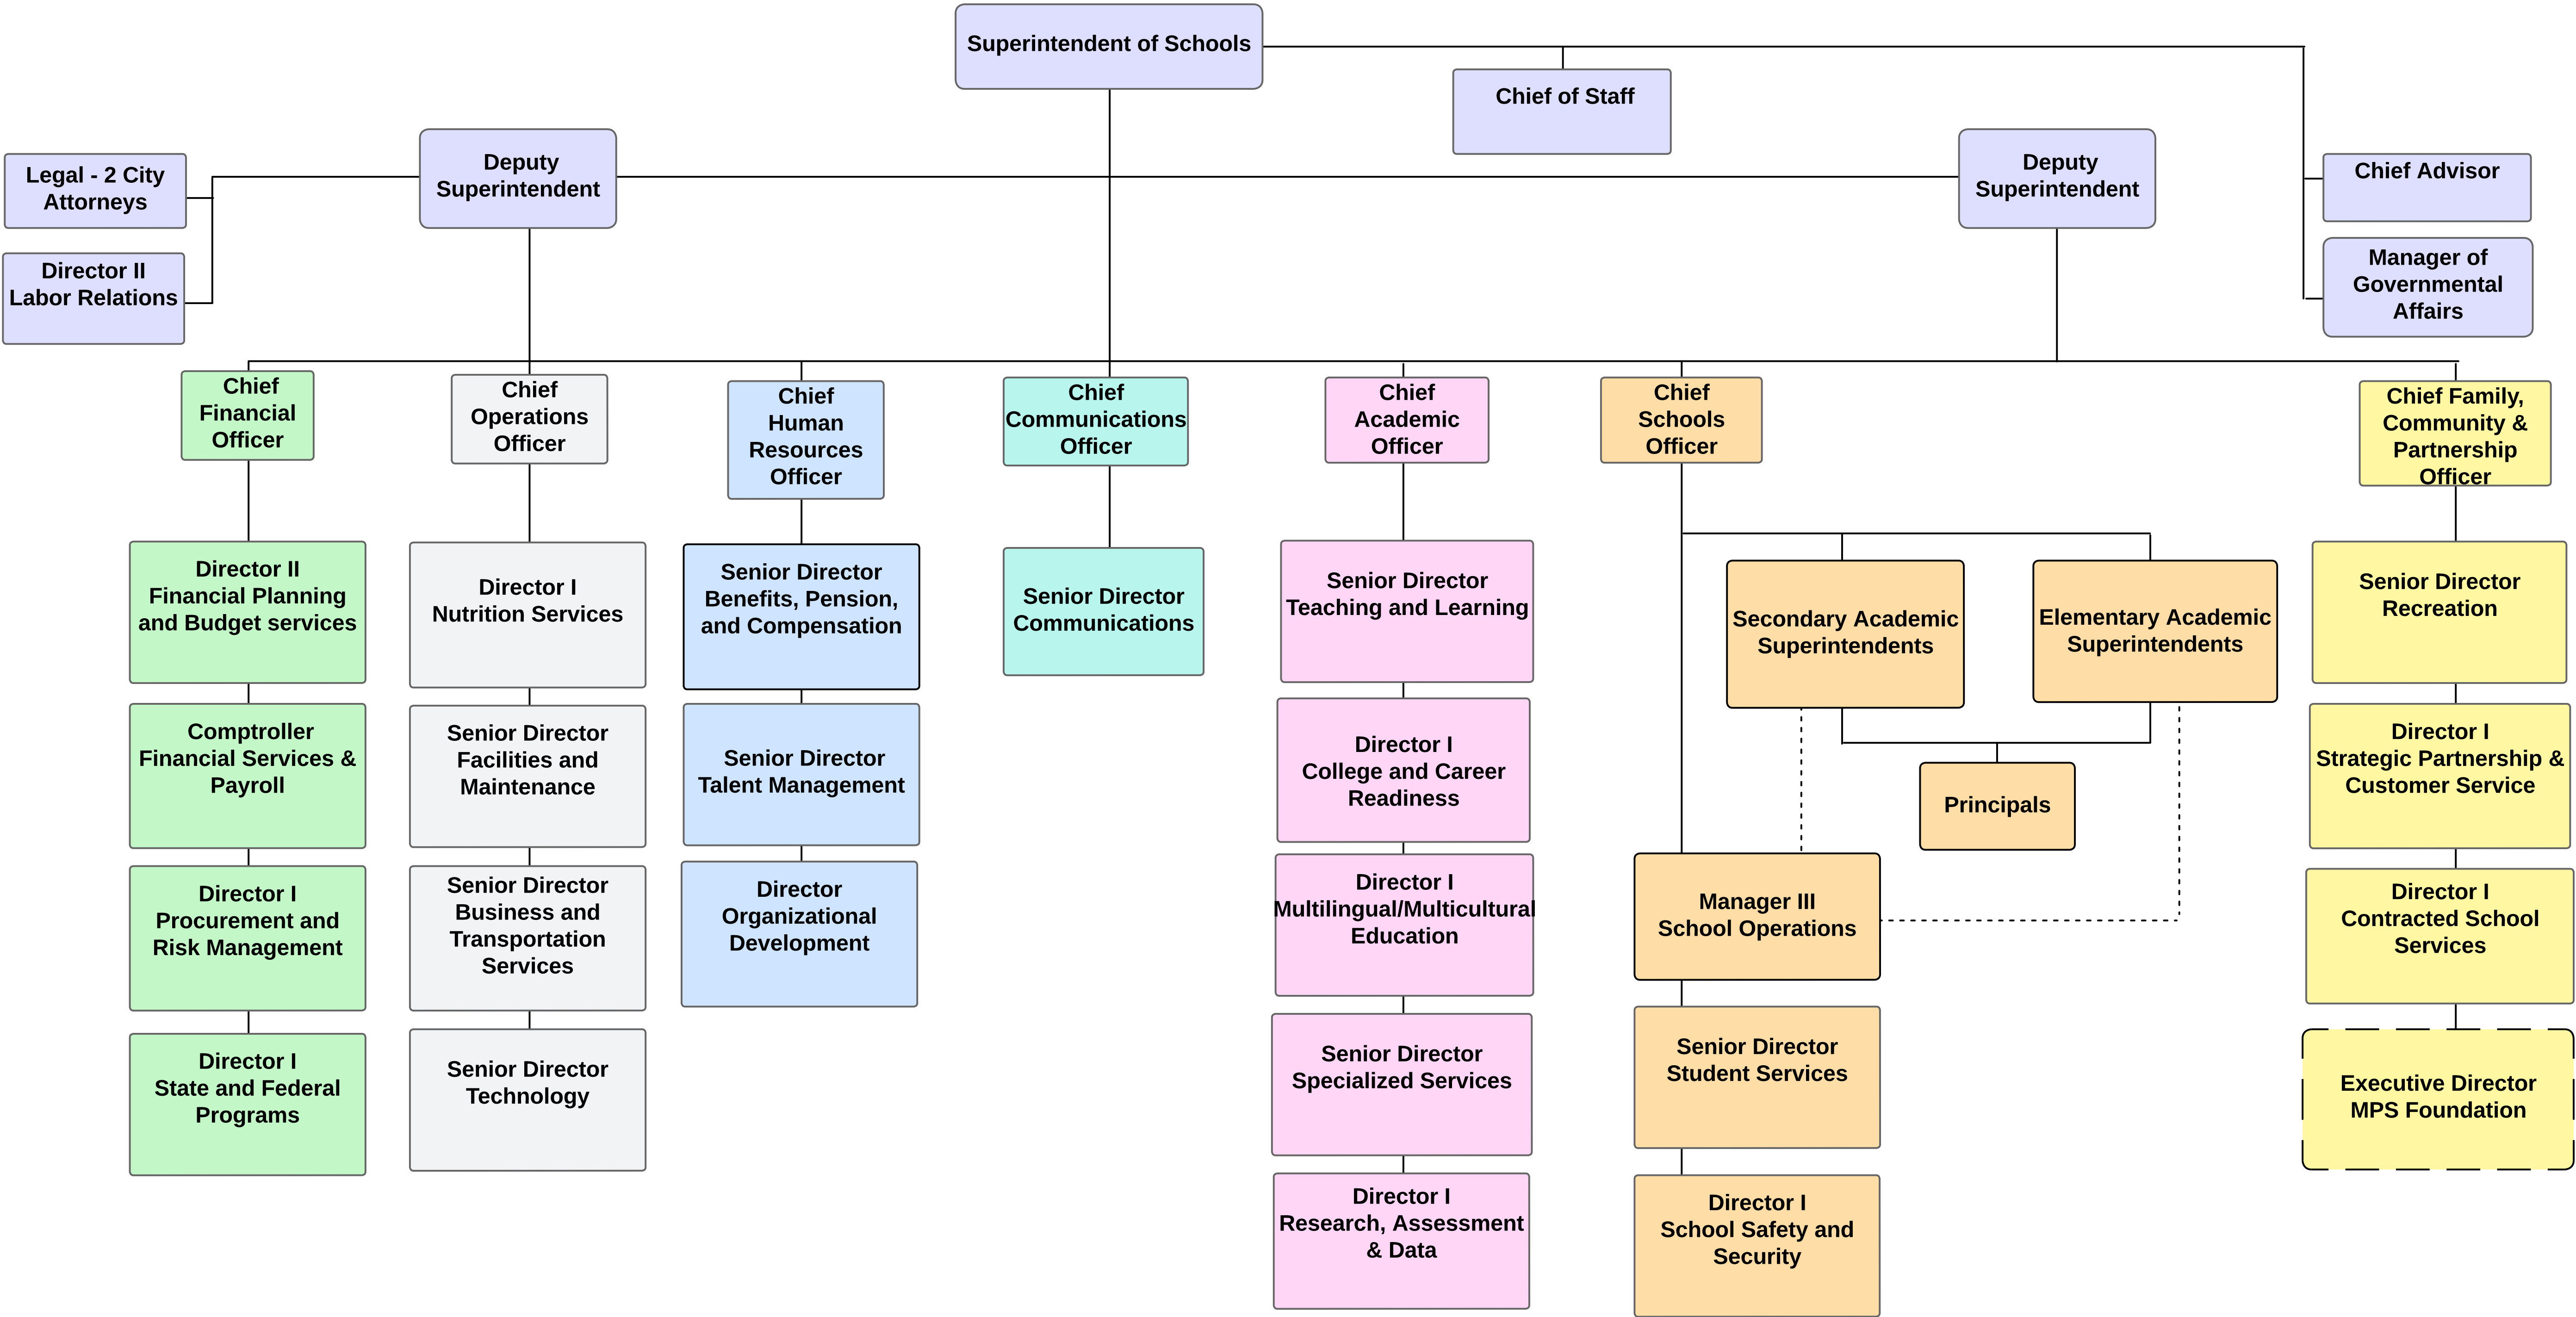 Superintendent of Schools
Chief of Staff
Deputy
Superintendent
Deputy
Superintendent
Legal - 2 City
Attorneys
Director II
Labor Relations
Chief Advisor
Manager of
Governmental
Affairs
Chief
Financial
Officer
Chief
Operations
Officer
Chief
Human
Resources
Officer
Chief
Communications
Officer
Chief
Academic
Officer
Chief
Schools
Officer
Chief Family,
Community &
Partnership
Officer
Director II
Financial Planning
and Budget services
Comptroller
Financial Services &
Payroll
Director I
Procurement and
Risk Management
Director I
State and Federal
Programs
Director I
Nutrition Services
Senior Director
Facilities and
Maintenance
Senior Director
Business and
Transportation
Services
Senior Director
Technology
Senior Director
Benefits, Pension,
and Compensation
Senior Director
Talent Management
Director
Organizational
Development
Senior Director
Communications
Senior Director
Teaching and Learning
Director I
College and Career
Readiness
Director I
Multilingual/Multicultural
Education
Senior Director
Specialized Services
Director I
Research, Assessment
& Data
Secondary Academic
Superintendents
Elementary Academic
Superintendents
Principals
Manager III
School Operations
Senior Director
Student Services
Director I
School Safety and
Security
Senior Director
Recreation
Director I
Strategic Partnership &
Customer Service
Director I
Contracted School
Services
Executive Director
MPS Foundation